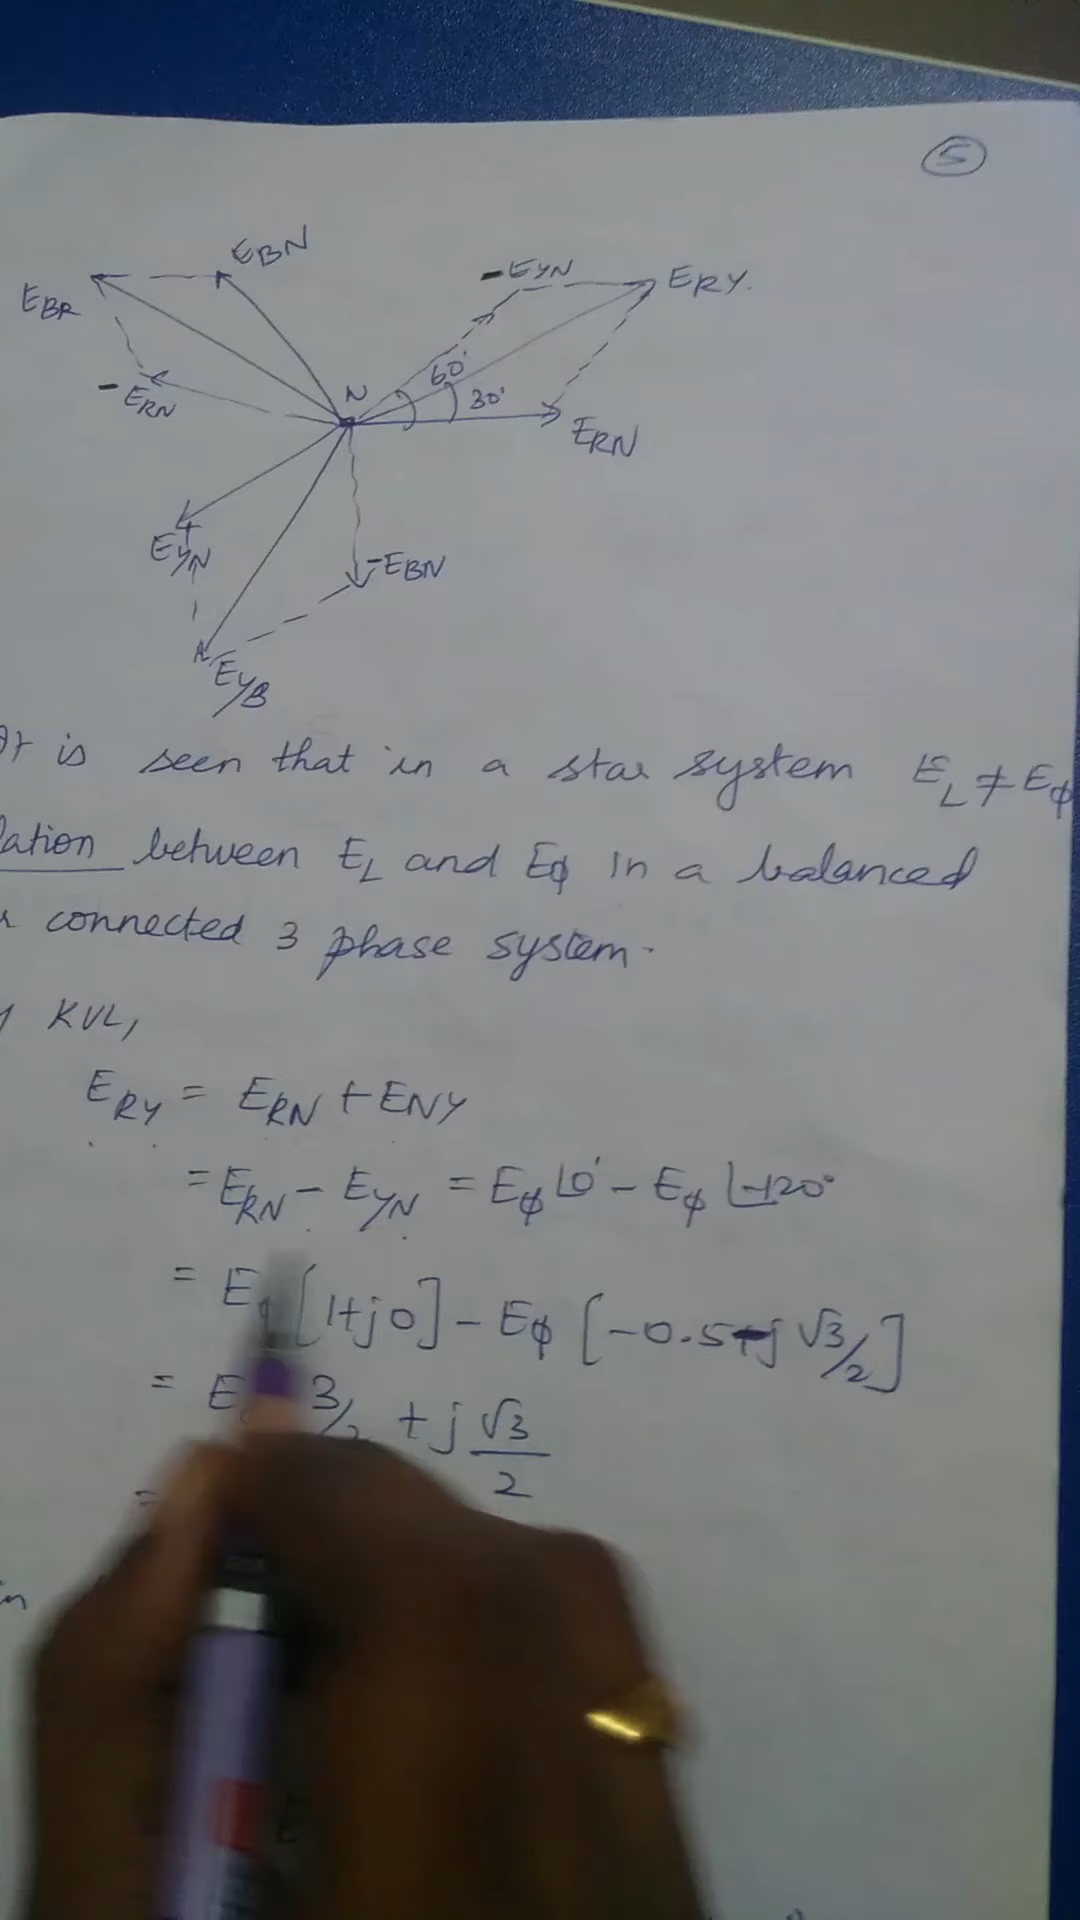 5
EBN
-EYN
ERY.
EBR
60°
-ERN
N
30°
ERN
EYN
-EBN
EYB
It is seen that in a star system EL ≠ Eϕ
lation between EL and Eϕ in a balanced
connected 3 phase system.
KVL,
ERY = ERN + ENY
= ERN - EYN = Eϕ∠0° - Eϕ∠-120°
= Eϕ [1+j0] - Eϕ [-0.5-j√3/2]
= E 3/2 + j √3/2
=
in